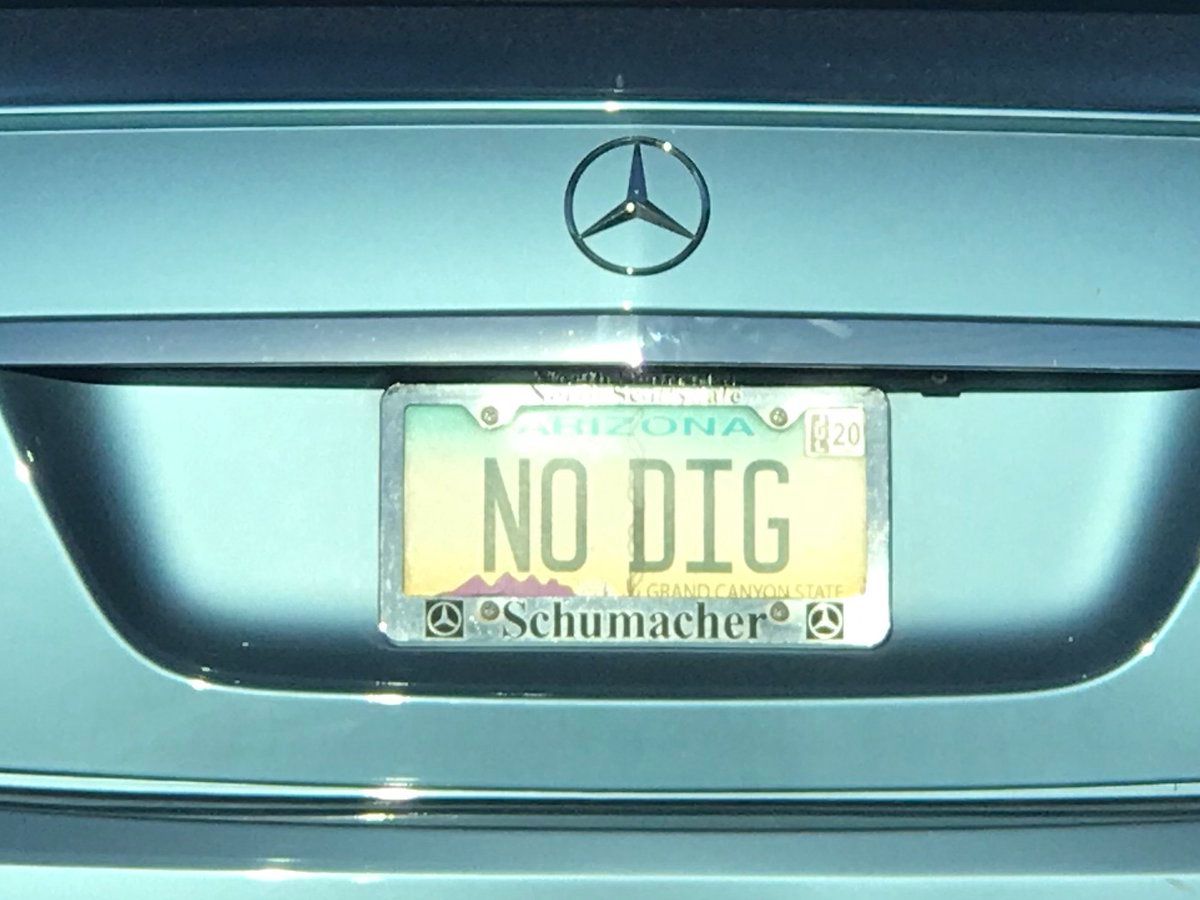 ARIZONA
20
NO DIG
GRAND CANYON STATE
Schumacher